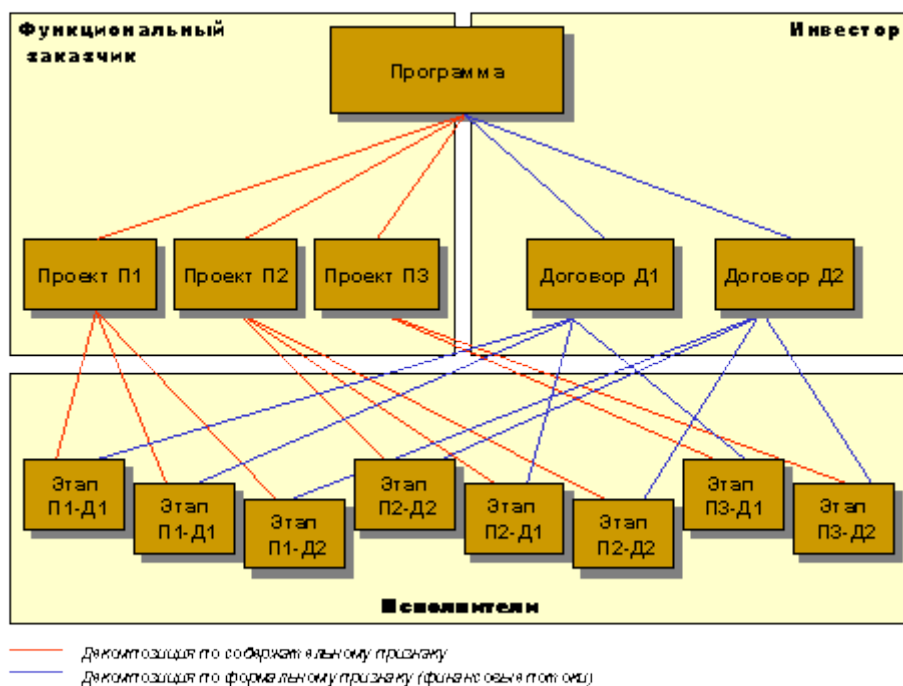 Функциональный
заказчик
Инвестор
Программа
Проект П1
Проект П2
Проект П3
Договор Д1
Договор Д2
Этап
П1-Д1
Этап
П1-Д1
Этап
П1-Д2
Этап
П2-Д2
Этап
П2-Д1
Этап
П2-Д2
Этап
П3-Д1
Этап
П3-Д2
Исполнители
Декомпозиция по содержательному признаку
Декомпозиция по формальному признаку (финансовые потоки)